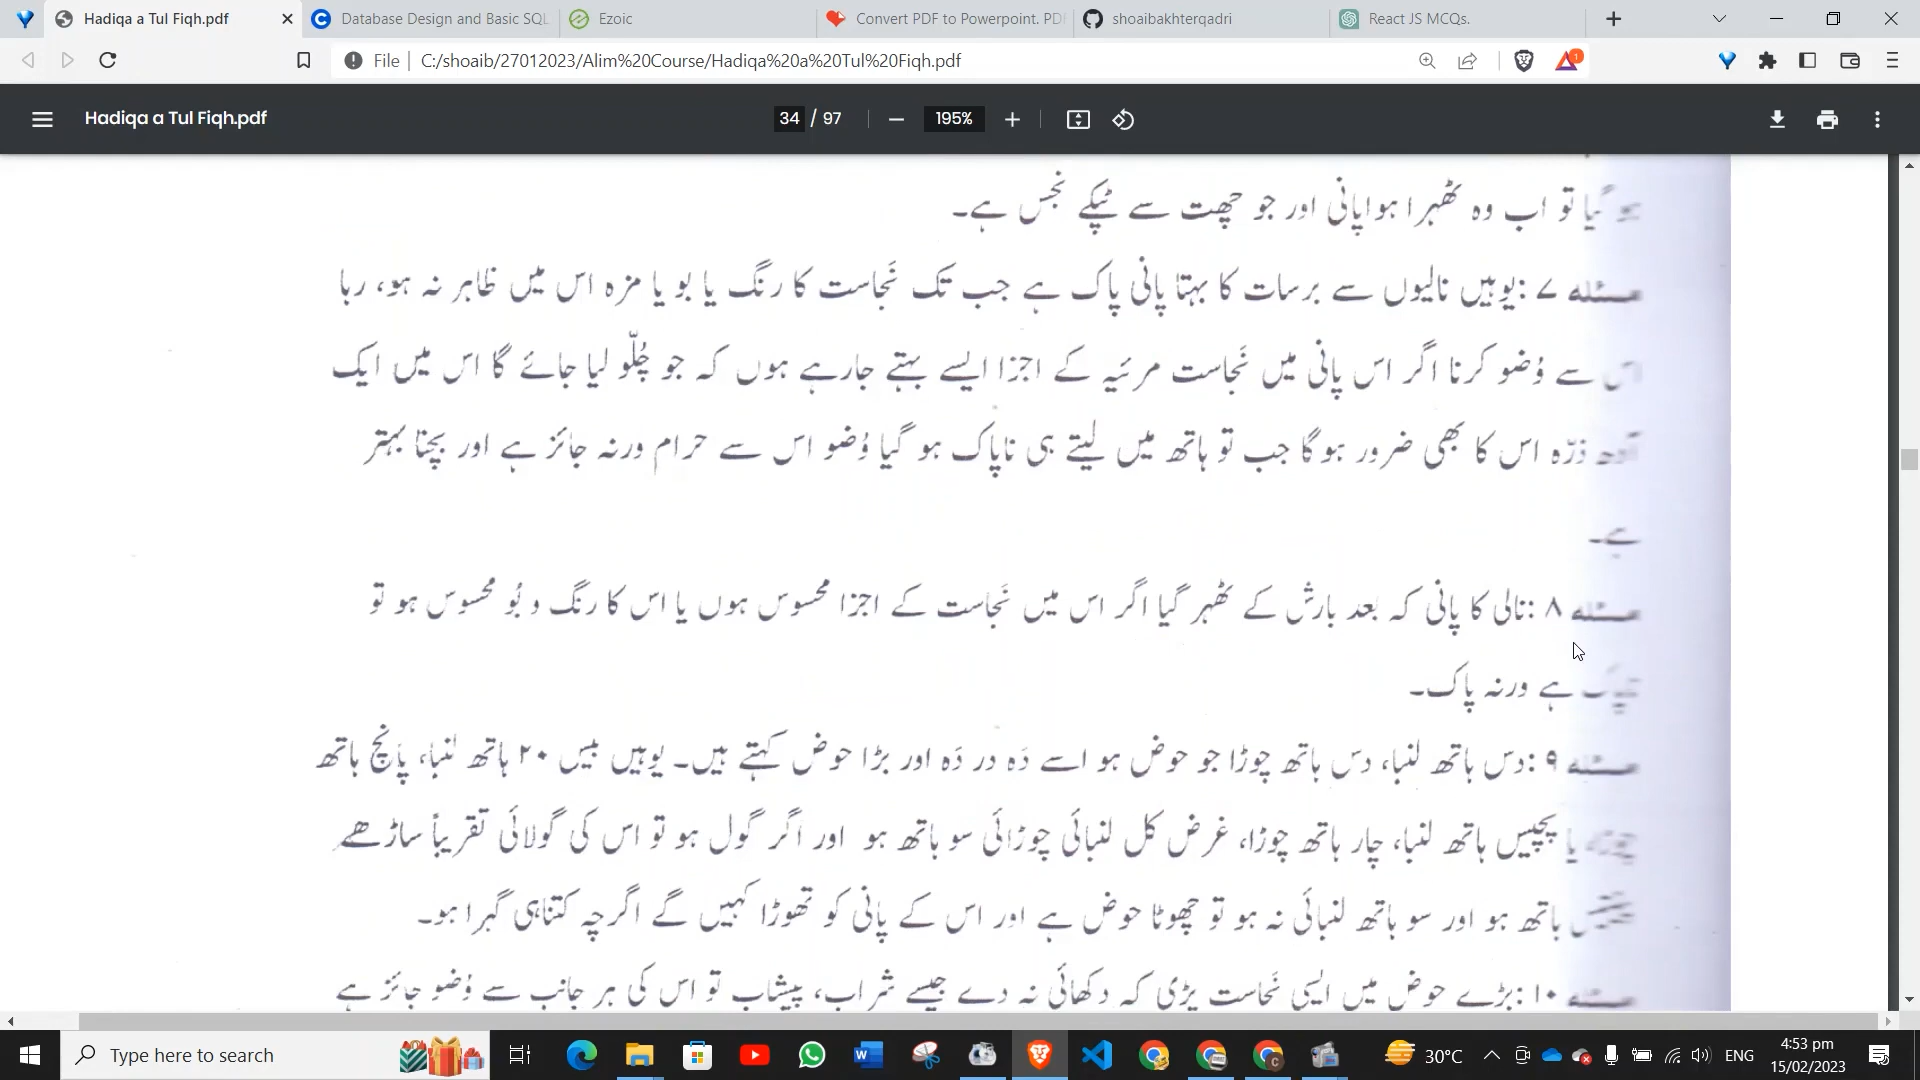 Hadiqa a Tul Fiqh.pdf
Database Design and Basic SQL
Ezoic
Convert PDF to Powerpoint. PDF
shoaibakhterqadri
React JS MCQs.
File
C:/shoaib/27012023/Alim%20Course/Hadiqa%20a%20Tul%20Fiqh.pdf
1
Hadiqa a Tul Fiqh.pdf
34 / 97
195%
ہو گیا تو اب وہ ٹھہرا ہوا پانی اور جو چھت سے ٹپکے نجس ہے۔
مسئلہ ۷ :یوہیں نالیوں سے برسات کا بہتا پانی پاک ہے جب تک نَجاست کا رنگ یا بو یا مزہ اس میں ظاہر نہ ہو، رہا
اس سے وُضو کرنا اگر اس پانی میں نَجاست مرئیہ کے اجزا ایسے بہتے جارہے ہوں کہ جو چُلّو لیا جائے گا اس میں ایک
آدھ ذرّہ اس کا بھی ضرور ہوگا جب تو ہاتھ میں لیتے ہی ناپاک ہو گیا وُضو اس سے حرام ورنہ جائز ہے اور بچنا بہتر
ہے۔
مسئلہ ۸ :نالی کا پانی کہ بعد بارش کے ٹھہر گیا اگر اس میں نَجاست کے اجزا محسوس ہوں یا اس کا رنگ و بُو محسوس ہو تو
ناپاک ہے ورنہ پاک۔
مسئلہ ۹ :دس ہاتھ لنبا، دس ہاتھ چوڑا جو حوض ہو اسے دَہ در دَہ اور بڑا حوض کہتے ہیں۔ یوہیں بیس ۲۰ ہاتھ لنبا، پانچ ہاتھ
چوڑا یا پچیس ہاتھ لنبا، چار ہاتھ چوڑا، غرض کل لنبائی چوڑائی سو ہاتھ ہو اور اگر گول ہو تو اس کی گولائی تقریباً ساڑھے
ہاتھ ہو اور سو ہاتھ لنبائی نہ ہو تو چھوٹا حوض ہے اور اس کے پانی کو تھوڑا کہیں گے اگرچہ کتنا ہی گہرا ہو۔
مسئلہ ۱۰ :بڑے حوض میں ایسی نَجاست پڑی کہ دکھائی نہ دے جیسے شراب، پیشاب تو اس کی ہر جانب سے وُضو جائز ہے
Type here to search
30°C
ENG
4:53 pm
15/02/2023